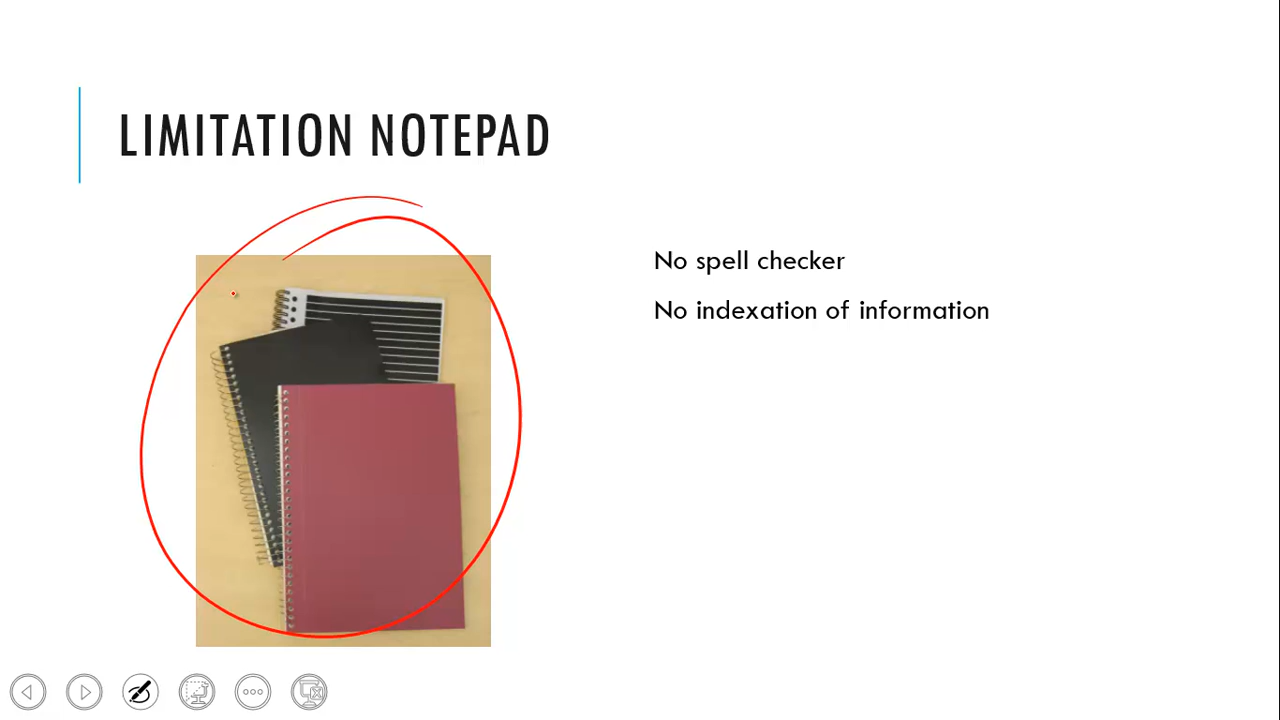 LIMITATION NOTEPAD
No spell checker
No indexation of information